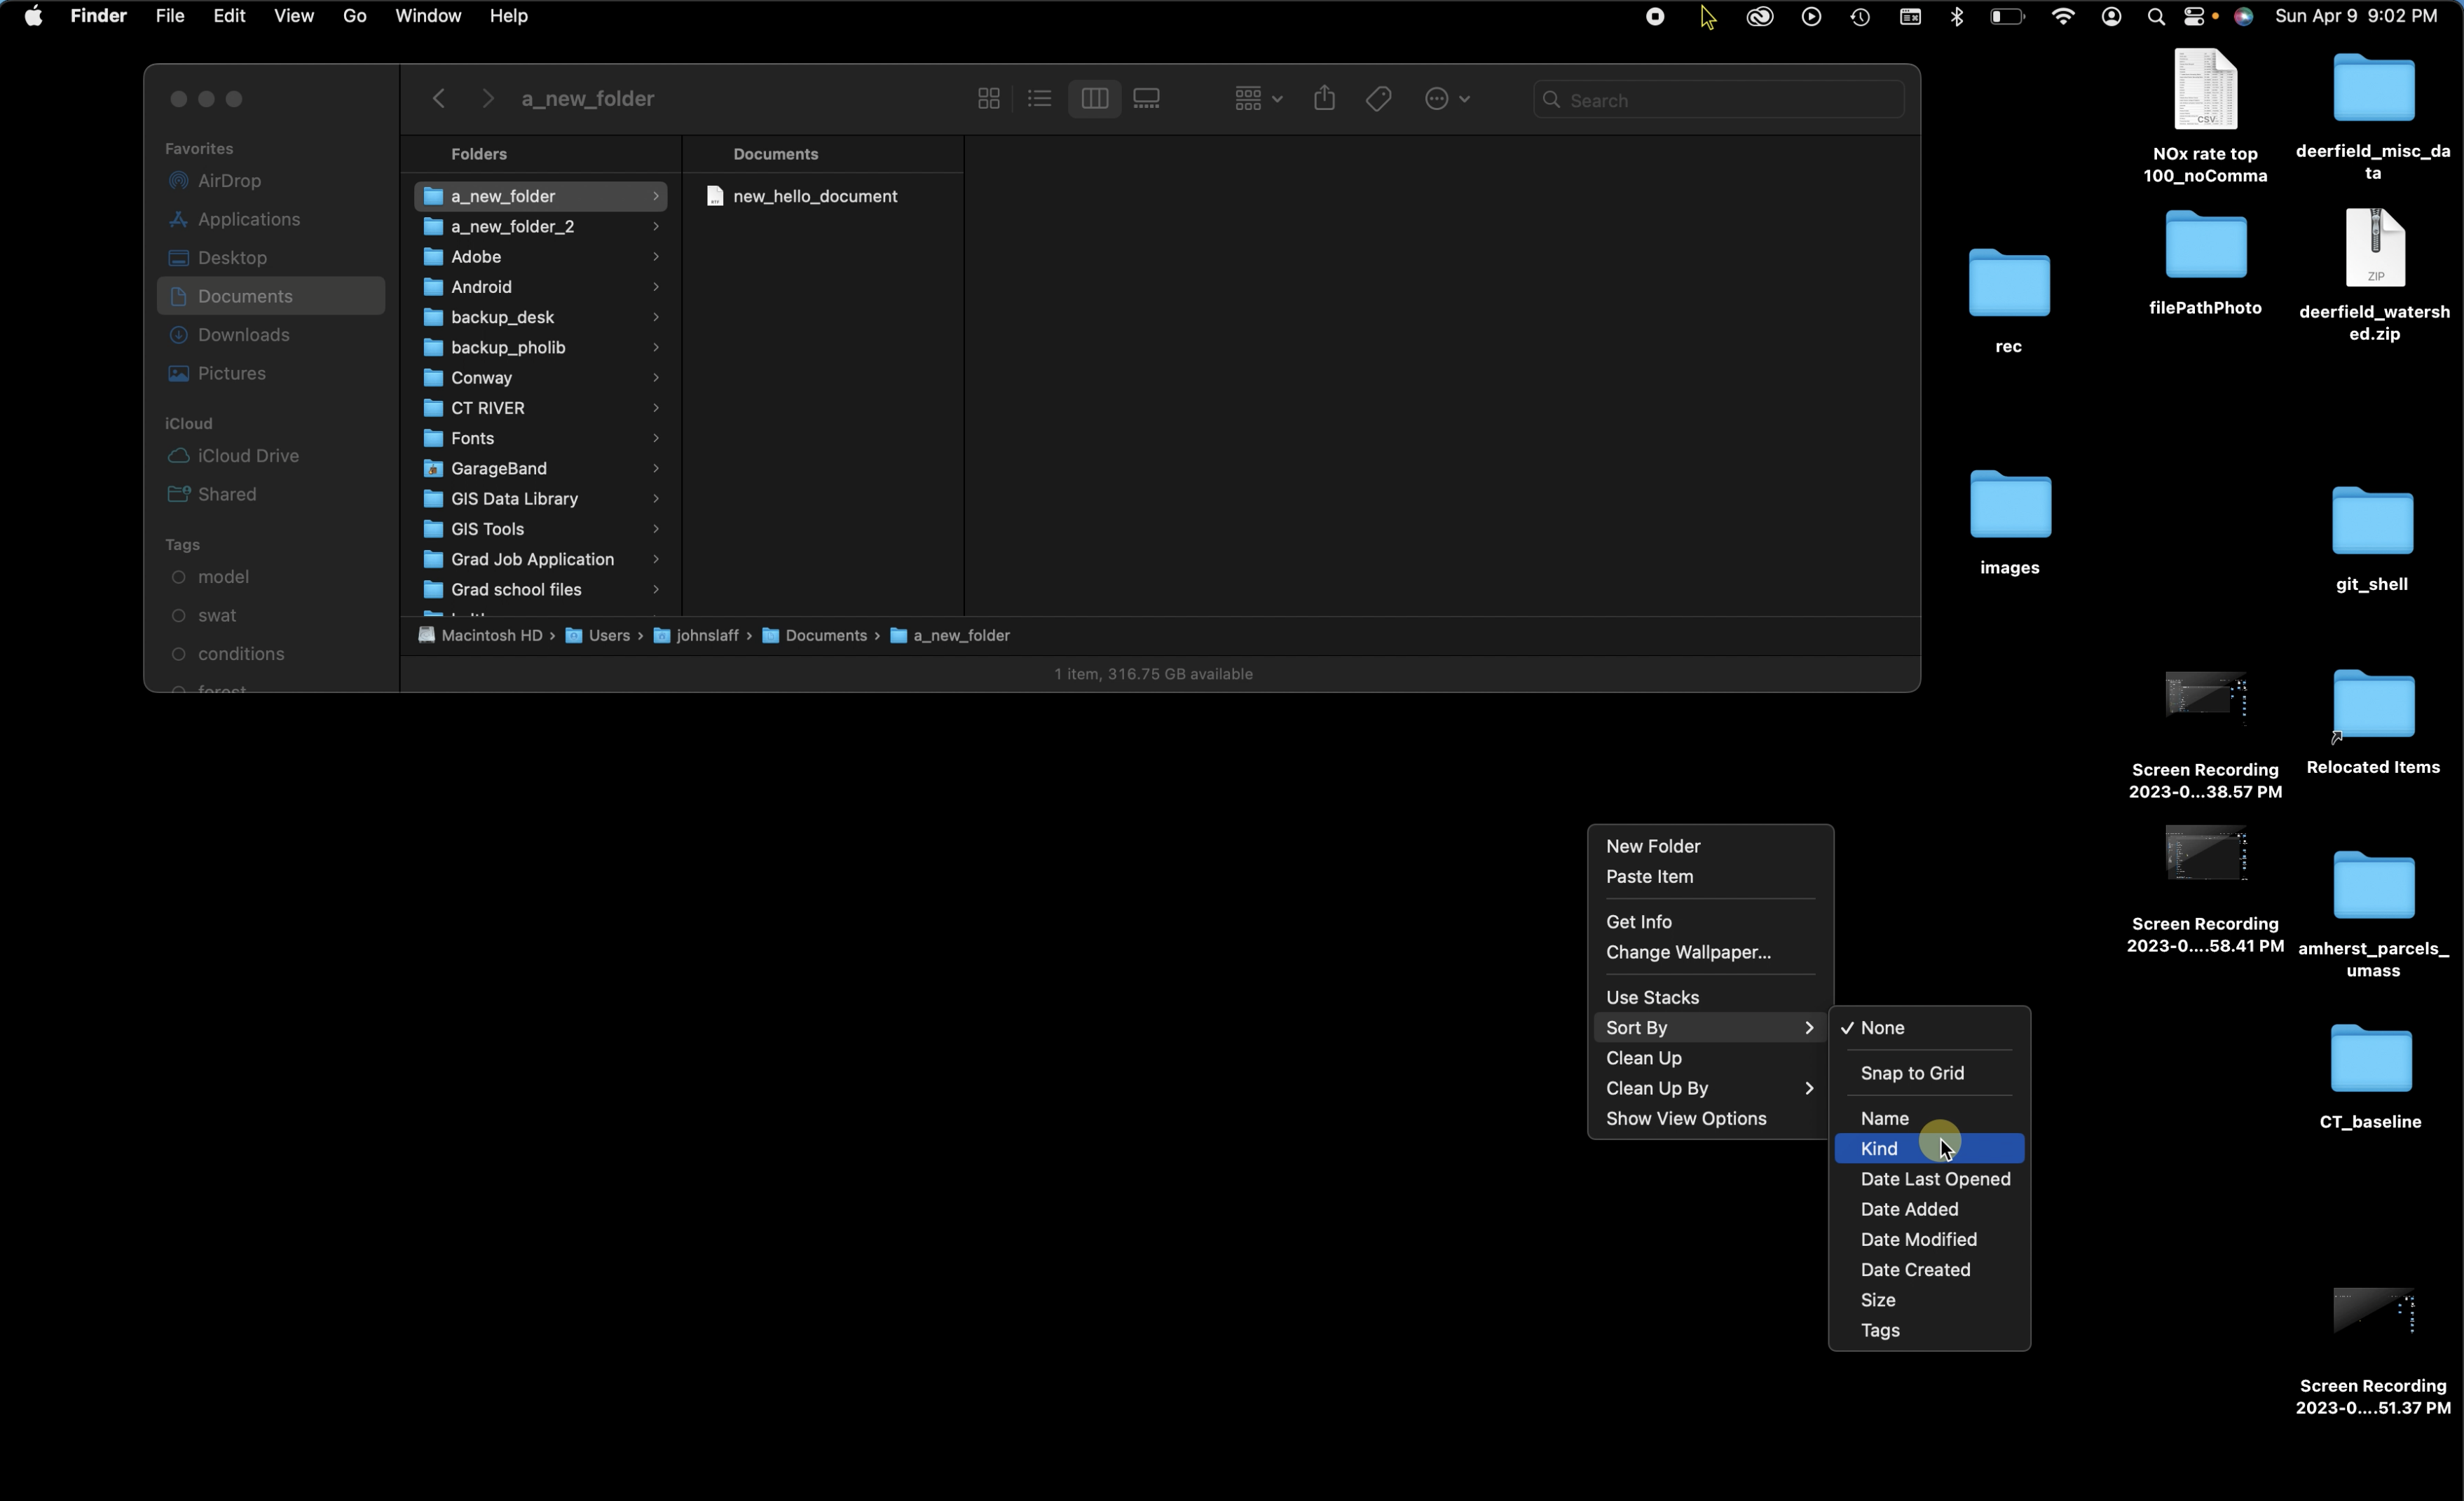 Finder File Edit View Go Window Help
Sun Apr 9 9:02 PM
a_new_folder
Search
Favorites
AirDrop
Applications
Desktop
Documents
Downloads
Pictures
iCloud
iCloud Drive
Shared
Tags
model
swat
conditions
forest
Folders
a_new_folder
a_new_folder_2
Adobe
Android
backup_desk
backup_pholib
Conway
CT RIVER
Fonts
GarageBand
GIS Data Library
GIS Tools
Grad Job Application
Grad school files
Documents
new_hello_document
Macintosh HD › Users › johnslaff › Documents › a_new_folder
1 item, 316.75 GB available
CSV
NOx rate top
100_noComma
deerfield_misc_da
ta
rec
filePathPhoto
ZIP
deerfield_watersh
ed.zip
images
git_shell
Screen Recording
2023-0...38.57 PM
Relocated Items
Screen Recording
2023-0....58.41 PM
amherst_parcels_
umass
CT_baseline
Screen Recording
2023-0....51.37 PM
New Folder
Paste Item
Get Info
Change Wallpaper...
Use Stacks
Sort By
Clean Up
Clean Up By
Show View Options
✓ None
Snap to Grid
Name
Kind
Date Last Opened
Date Added
Date Modified
Date Created
Size
Tags